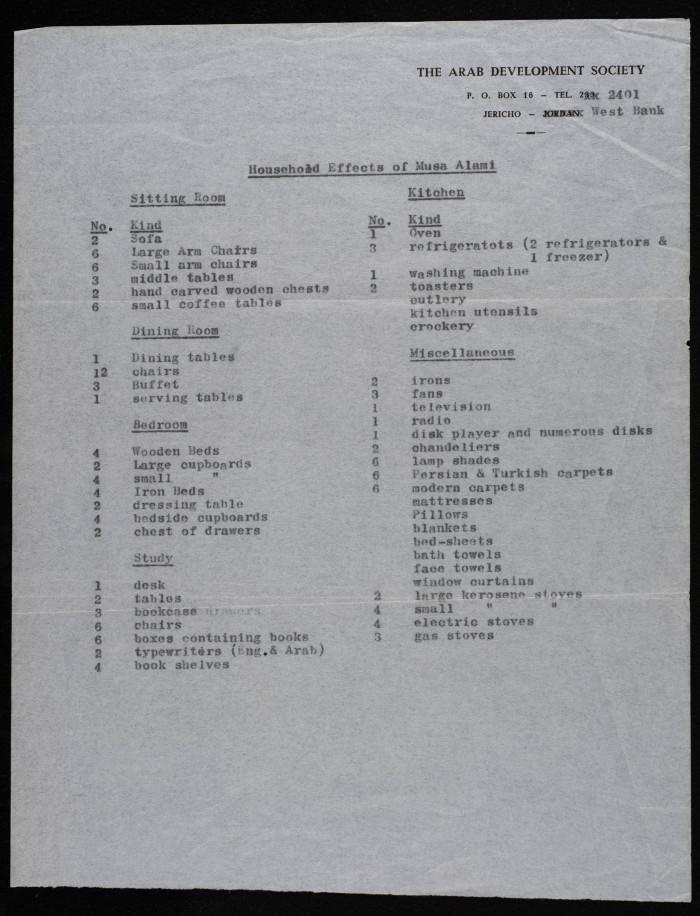 THE ARAB DEVELOPMENT SOCIETY
P. O. BOX 16 – TEL. 2401
JERICHO – JORDAN West Bank
Household Effects of Musa Alami
Sitting Room
No. Kind
2 Sofa
6 Large Arm Chairs
6 Small arm chairs
3 middle tables
2 hand carved wooden chests
6 small coffee tables
Dining Room
1 Dining tables
12 chairs
3 Buffet
1 serving tables
Bedroom
4 Wooden Beds
2 Large cupboards
4 small "
4 Iron Beds
2 dressing table
4 bedside cupboards
2 chest of drawers
Study
1 desk
2 tables
3 bookcase drawers
6 chairs
6 boxes containing books
2 typewriters (Eng.& Arab)
4 book shelves
Kitchen
No. Kind
1 Oven
3 refrigeratots (2 refrigerators &
1 freezer)
1 washing machine
2 toasters
cutlery
kitchen utensils
crockery
Miscellaneous
2 irons
3 fans
1 television
1 radio
1 disk player and numerous disks
2 chandeliers
6 lamp shades
6 Persian & Turkish carpets
6 modern carpets
mattresses
Pillows
blankets
bed-sheets
bath towels
face towels
window curtains
2 large kerosene stoves
4 small " "
4 electric stoves
3 gas stoves